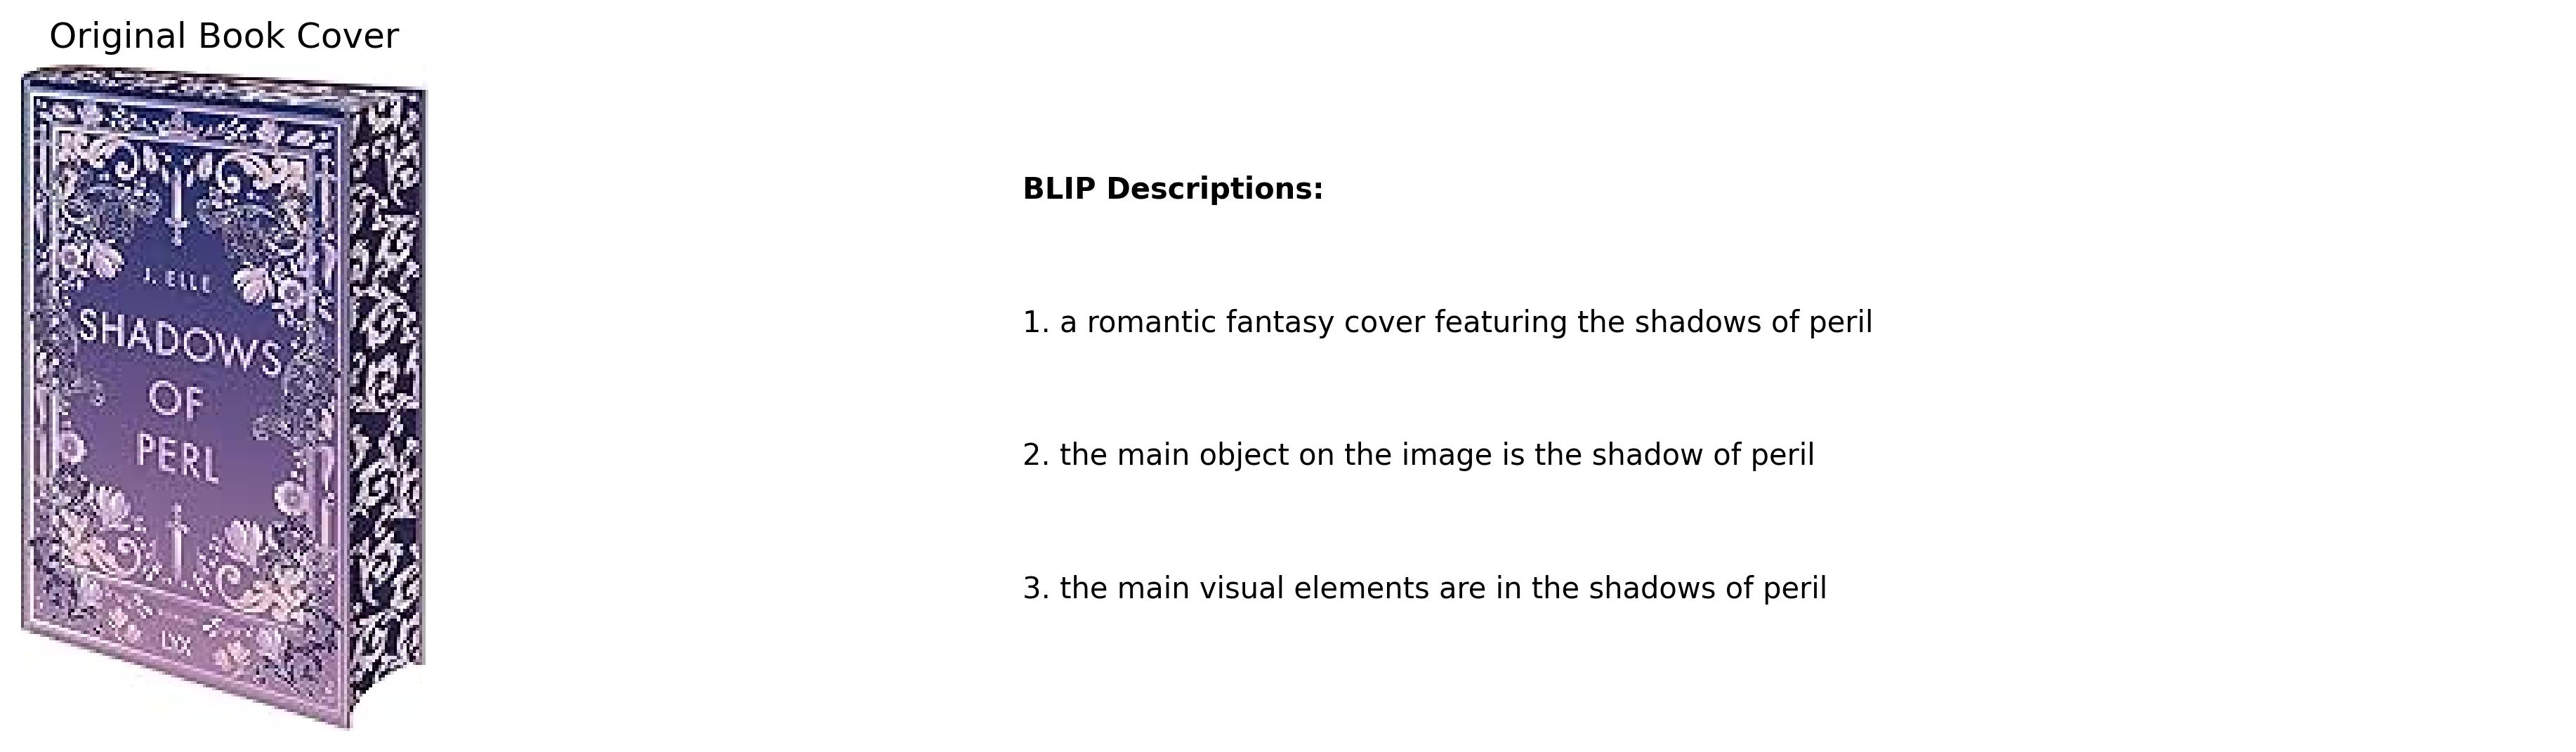 Original Book Cover
J. ELLE
SHADOWS
OF
PERL
LYX
BLIP Descriptions:
1. a romantic fantasy cover featuring the shadows of peril
2. the main object on the image is the shadow of peril
3. the main visual elements are in the shadows of peril